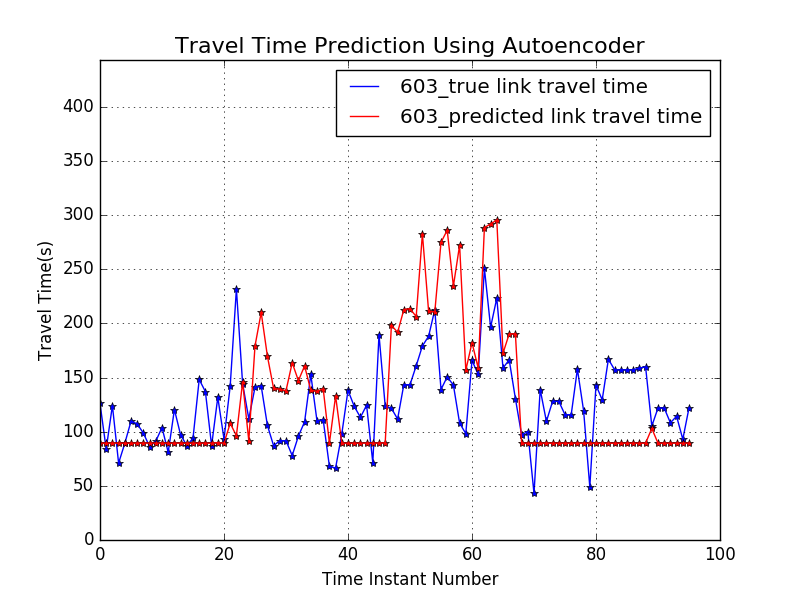 Travel Time Prediction Using Autoencoder
603_true link travel time
603_predicted link travel time
400
350
300
250
200
150
100
50
0
Travel Time(s)
0 20 40 60 80 100
Time Instant Number